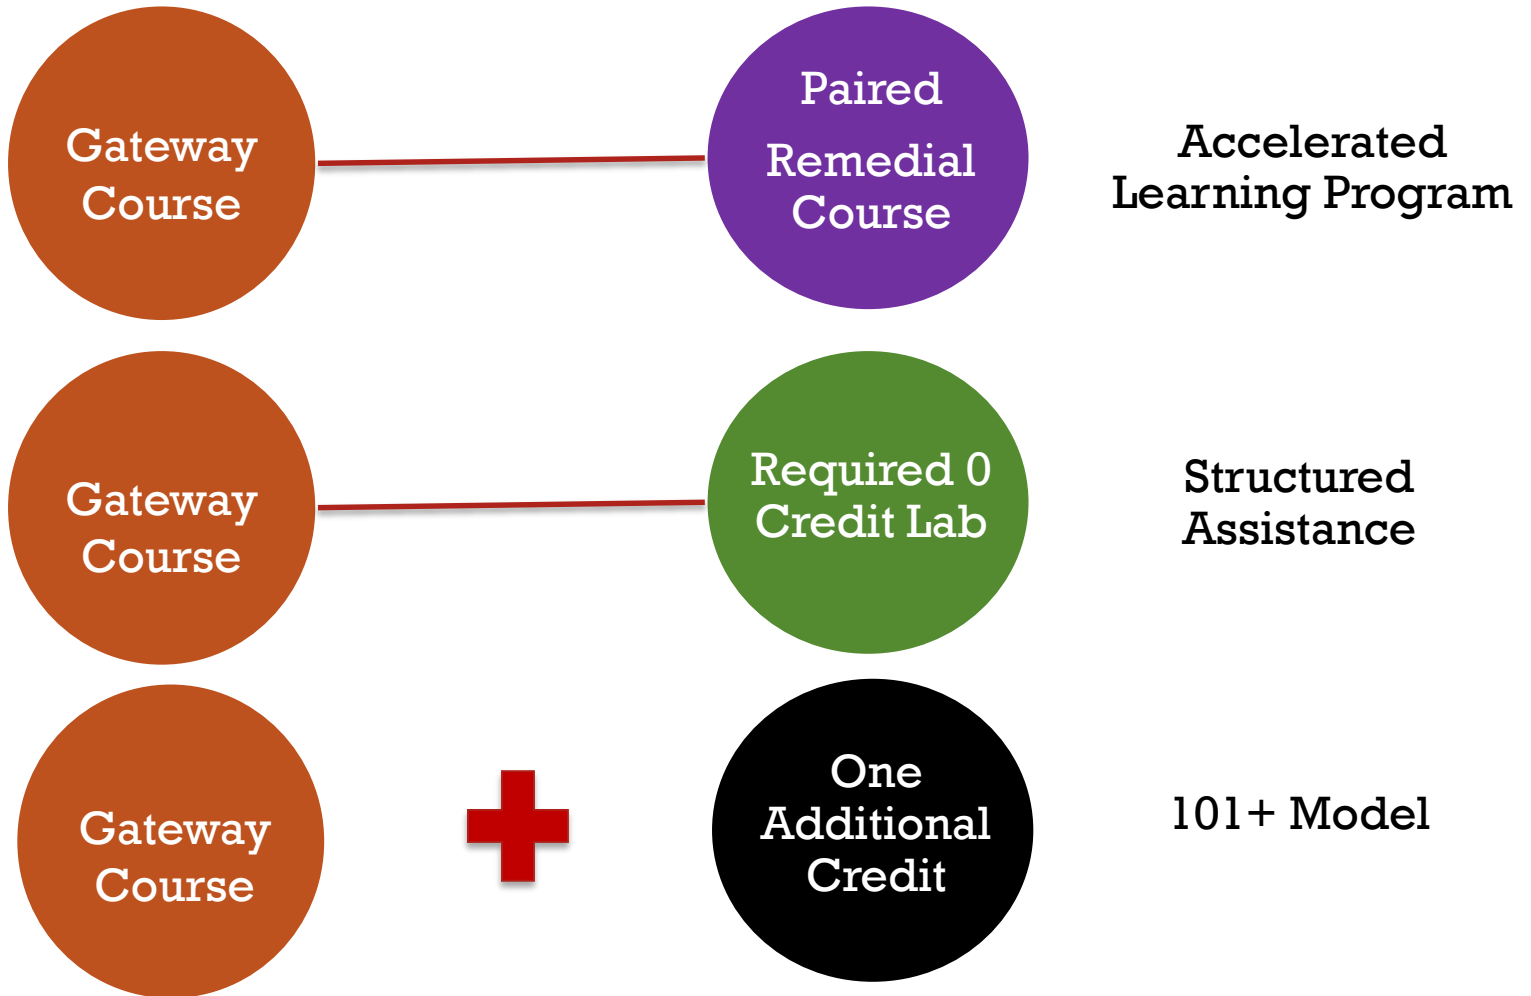 Gateway
Course
Paired
Remedial
Course
Accelerated
Learning Program
Gateway
Course
Required 0
Credit Lab
Structured
Assistance
Gateway
Course
One
Additional
Credit
101+ Model